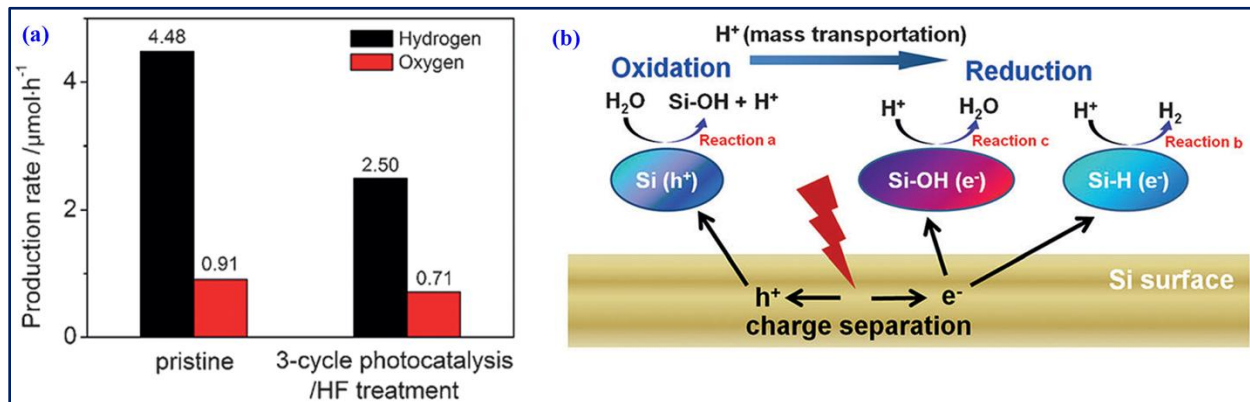 (a)
Production rate /μmol·h⁻¹
4
2
0
4.48
0.91
2.50
0.71
Hydrogen
Oxygen
pristine
3-cycle photocatalysis
/HF treatment
(b)
H⁺ (mass transportation)
Oxidation
Reduction
H₂O Si-OH + H⁺
Reaction a
Si (h⁺)
H⁺ H₂O
Reaction c
Si-OH (e⁻)
H⁺ H₂
Reaction b
Si-H (e⁻)
Si surface
h⁺ e⁻
charge separation